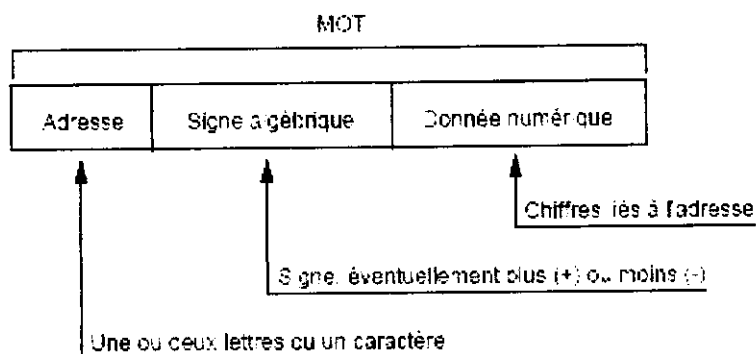 MOT
Adresse Signe algébrique Donnée numérique
Chiffres liés à l'adresse
Signe, éventuellement plus (+) ou moins (-)
Une ou deux lettres ou un caractère